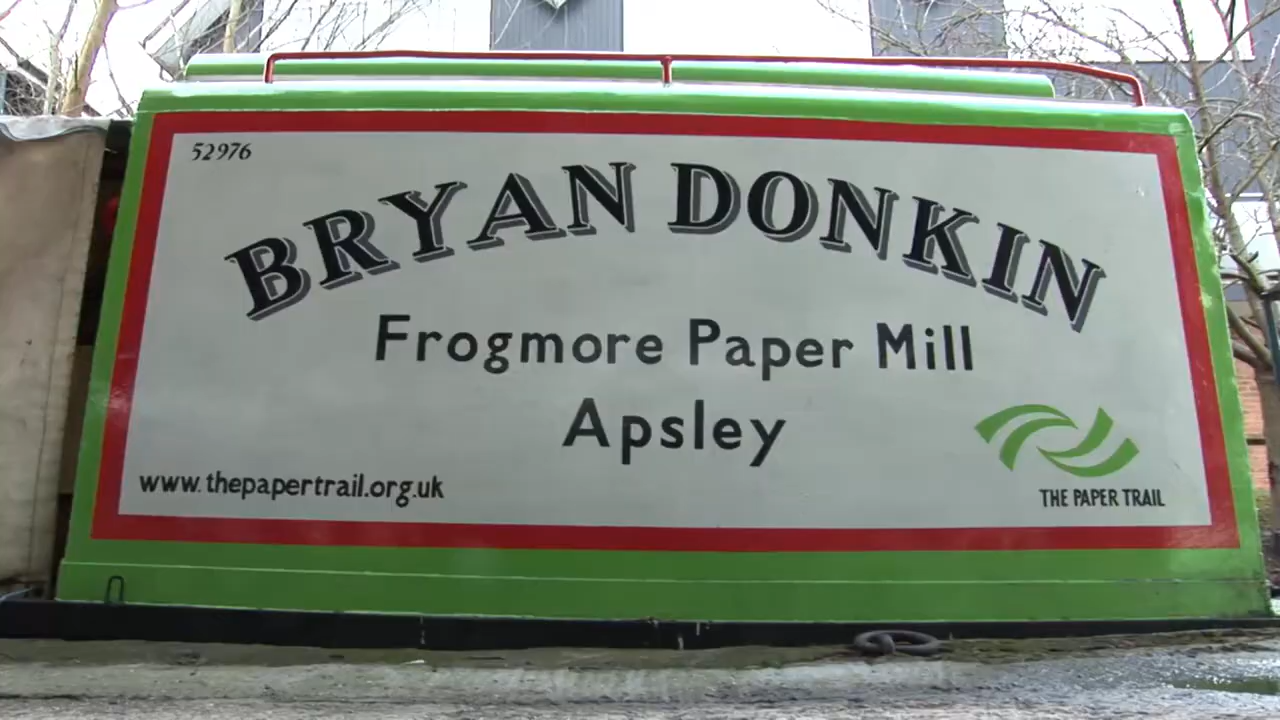 52976
BRYAN DONKIN
Frogmore Paper Mill
Apsley
www.thepapertrail.org.uk
THE PAPER TRAIL